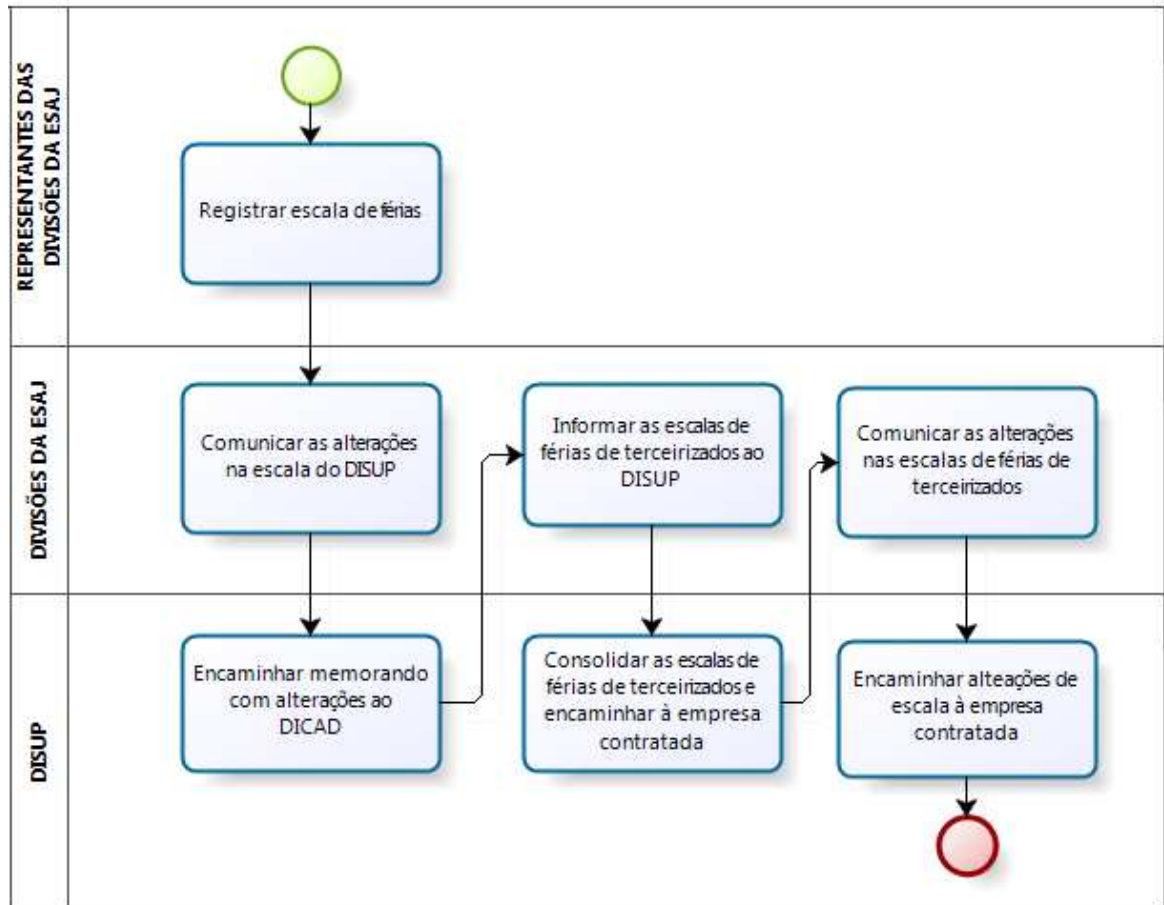 REPRESENTANTES DAS
DIVISÕES DA ESAJ
Registrar escala de férias
DIVISÕES DA ESAJ
Comunicar as alterações
na escala do DISUP
Informar as escalas de
férias de terceirizados ao
DISUP
Comunicar as alterações
nas escalas de férias de
terceirizados
DISUP
Encaminhar memorando
com alterações ao
DICAD
Consolidar as escalas de
férias de terceirizados e
encaminhar à empresa
contratada
Encaminhar alteações de
escala à empresa
contratada